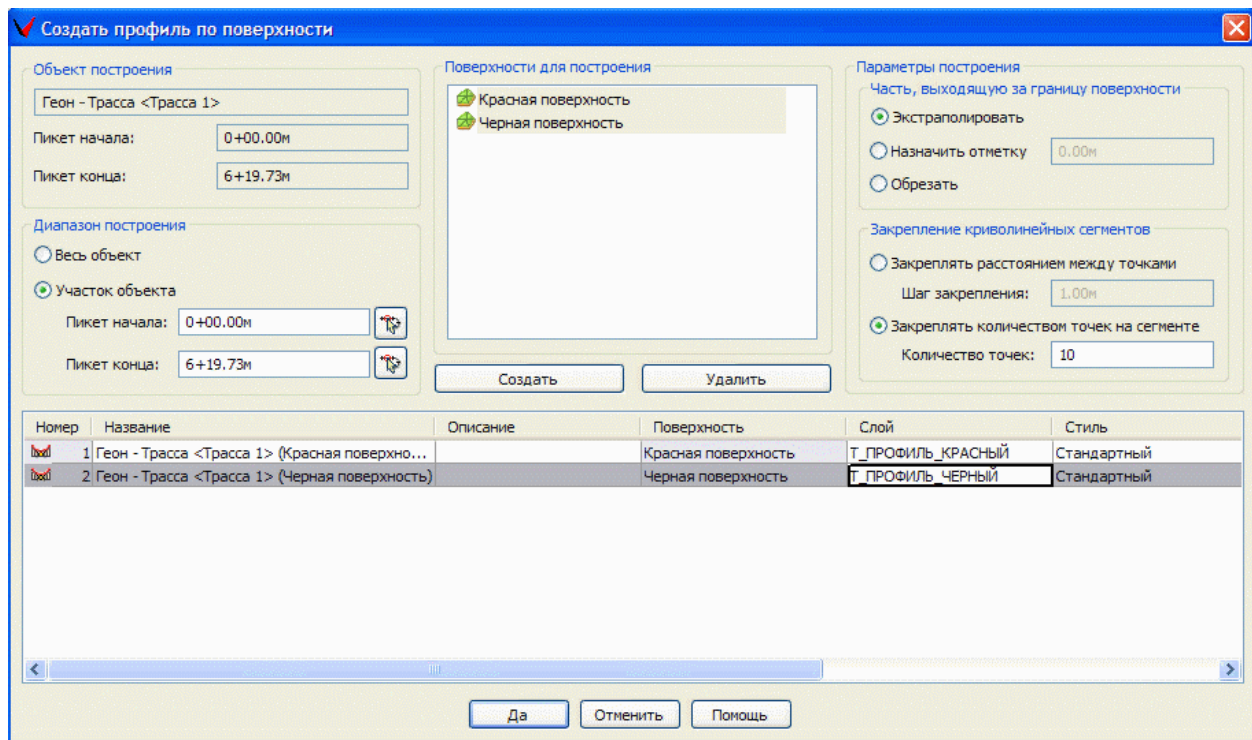 Создать профиль по поверхности
Объект построения
Геон - Трасса <Трасса 1>
Пикет начала: 0+00.00м
Пикет конца: 6+19.73м
Диапазон построения
Весь объект
Участок объекта
Пикет начала: 0+00.00м
Пикет конца: 6+19.73м
Поверхности для построения
Красная поверхность
Черная поверхность
Создать Удалить
Параметры построения
Часть, выходящую за границу поверхности
Экстраполировать
Назначить отметку 0.00м
Обрезать
Закрепление криволинейных сегментов
Закреплять расстоянием между точками
Шаг закрепления: 1.00м
Закреплять количеством точек на сегменте
Количество точек: 10
Номер Название Описание Поверхность Слой Стиль
1 Геон - Трасса <Трасса 1> (Красная поверхно... Красная поверхность Т_ПРОФИЛЬ_КРАСНЫЙ Стандартный
2 Геон - Трасса <Трасса 1> (Черная поверхность) Черная поверхность Т_ПРОФИЛЬ_ЧЕРНЫЙ Стандартный
Да Отменить Помощь